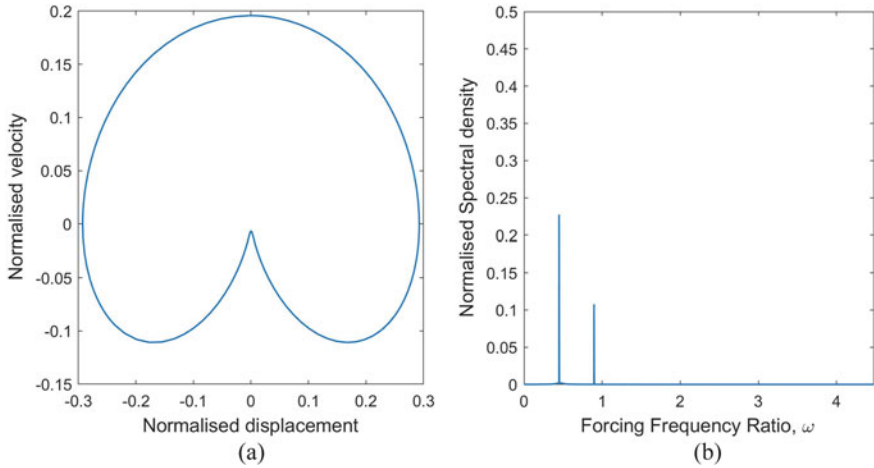 0.2
0.15
0.1
0.05
0
-0.05
-0.1
-0.15
Normalised velocity
-0.3 -0.2 -0.1 0 0.1 0.2 0.3
Normalised displacement
(a)
0.5
0.45
0.4
0.35
0.3
0.25
0.2
0.15
0.1
0.05
0
Normalised Spectral density
0 1 2 3 4
Forcing Frequency Ratio, ω
(b)